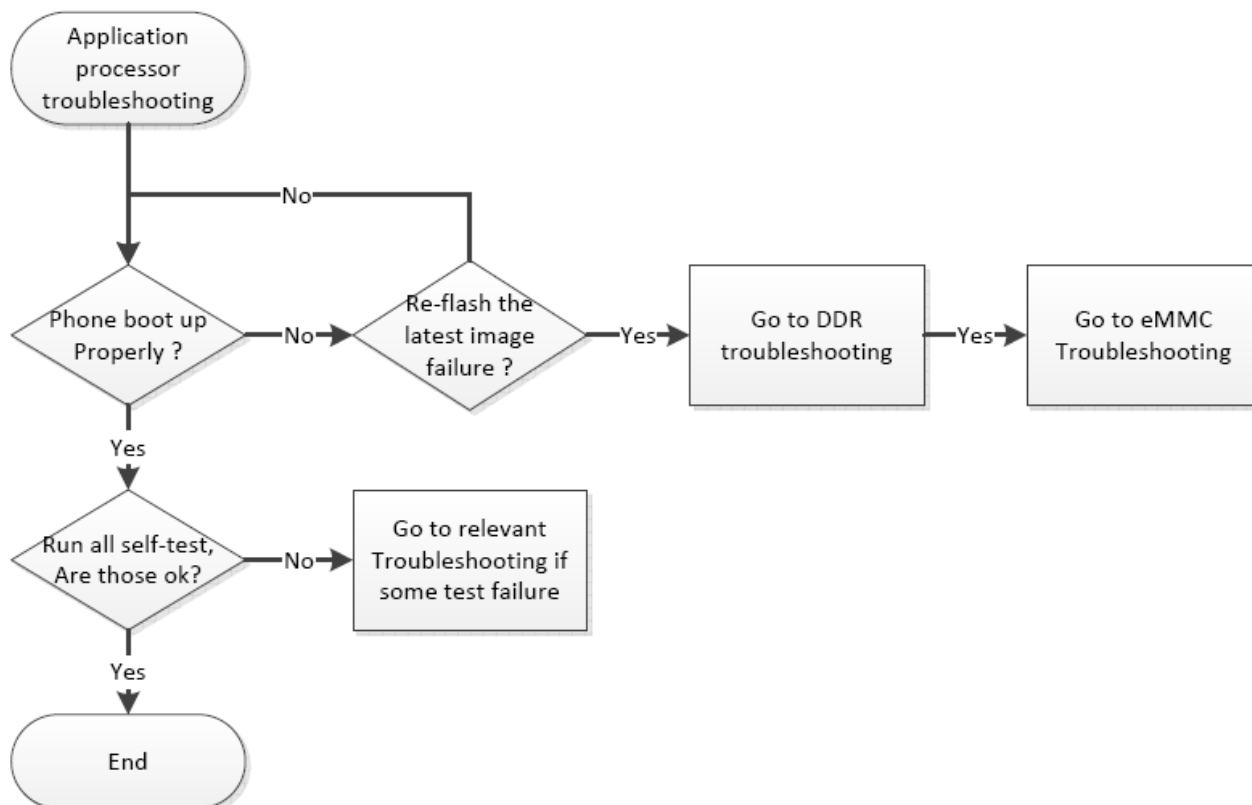 Application
processor
troubleshooting
No
Phone boot up
Properly ?
No
Re-flash the
latest image
failure ?
Yes
Go to DDR
troubleshooting
Yes
Go to eMMC
Troubleshooting
Yes
Run all self-test,
Are those ok?
No
Go to relevant
Troubleshooting if
some test failure
Yes
End